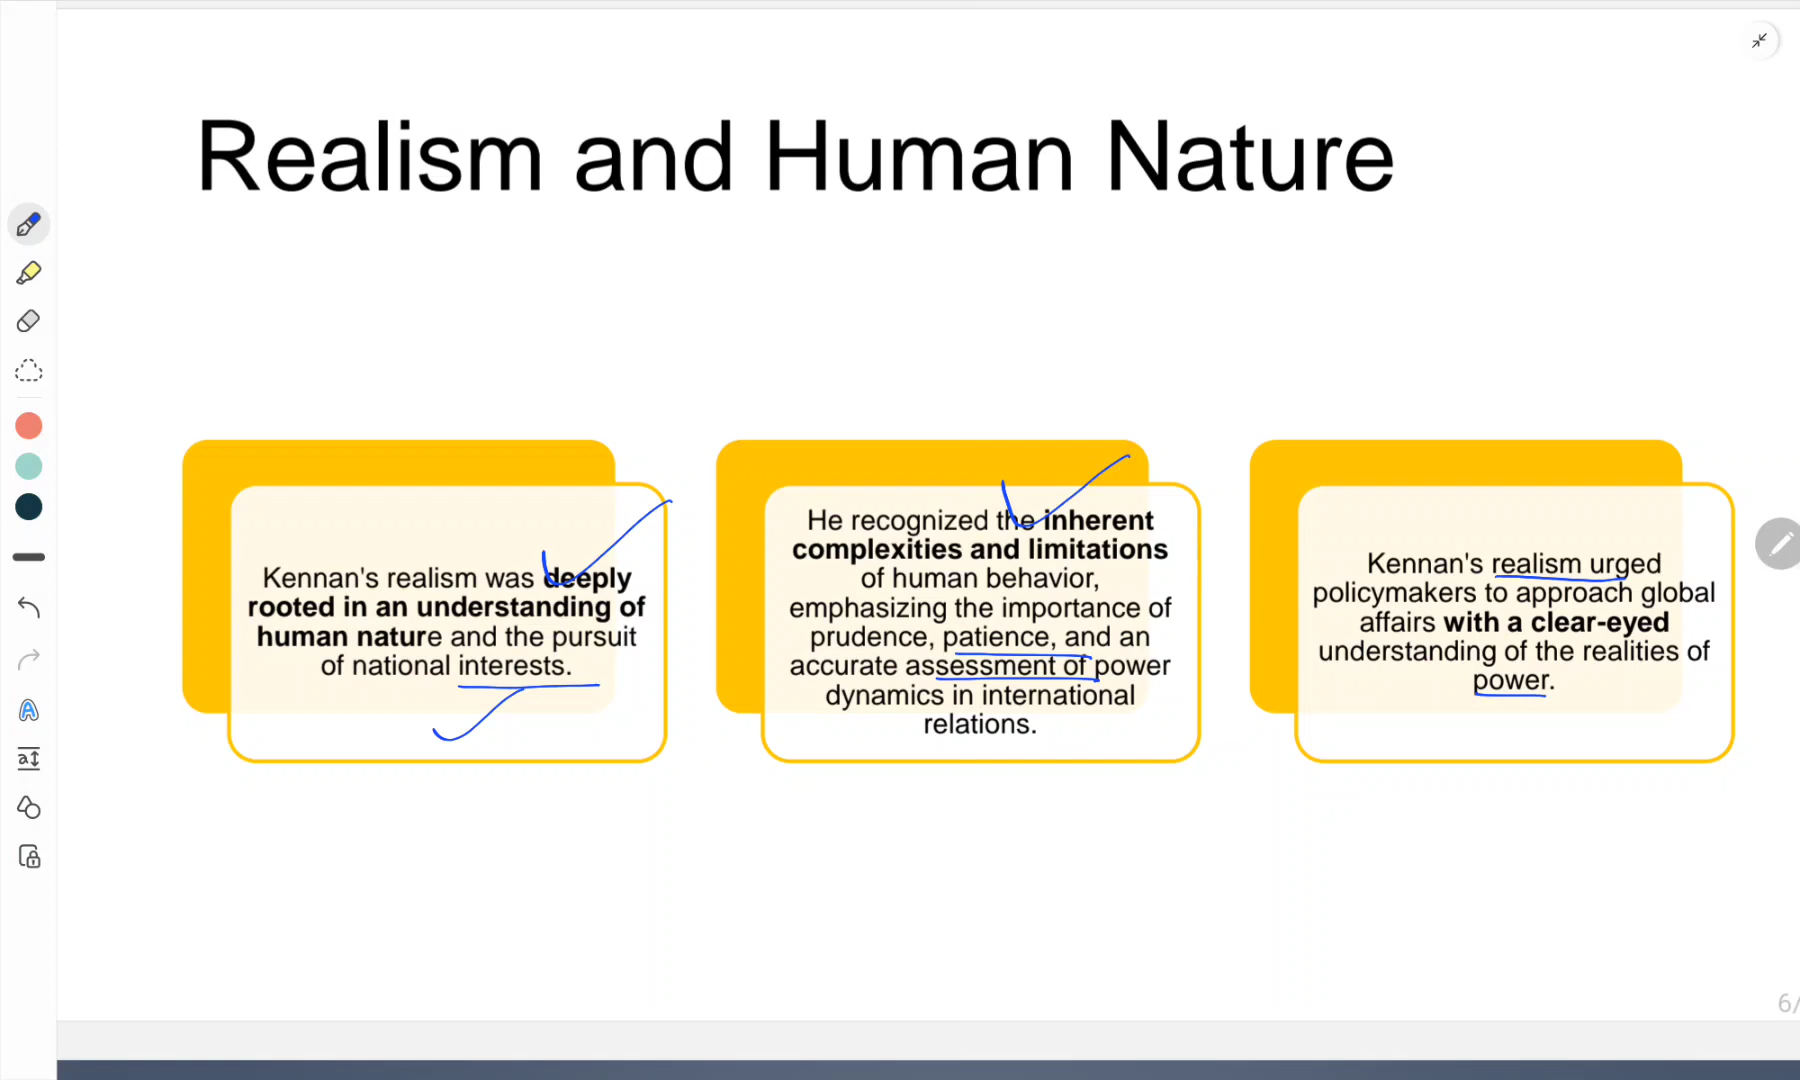 Realism and Human Nature
Kennan's realism was deeply
rooted in an understanding of
human nature and the pursuit
of national interests.
He recognized the inherent
complexities and limitations
of human behavior,
emphasizing the importance of
prudence, patience, and an
accurate assessment of power
dynamics in international
relations.
Kennan's realism urged
policymakers to approach global
affairs with a clear-eyed
understanding of the realities of
power.
6/